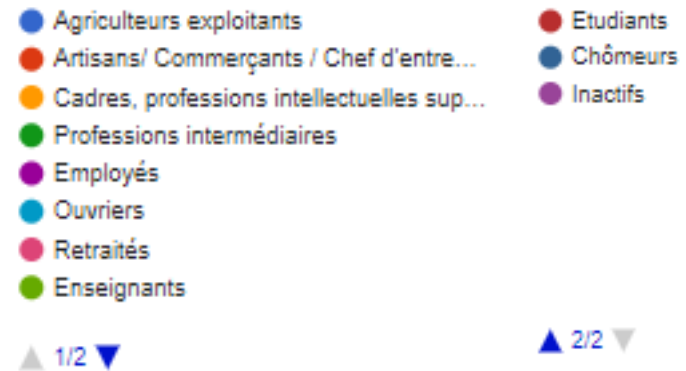 Agriculteurs exploitants
Artisans/ Commerçants / Chef d'entre...
Cadres, professions intellectuelles sup...
Professions intermédiaires
Employés
Ouvriers
Retraités
Enseignants
1/2
Etudiants
Chômeurs
Inactifs
2/2